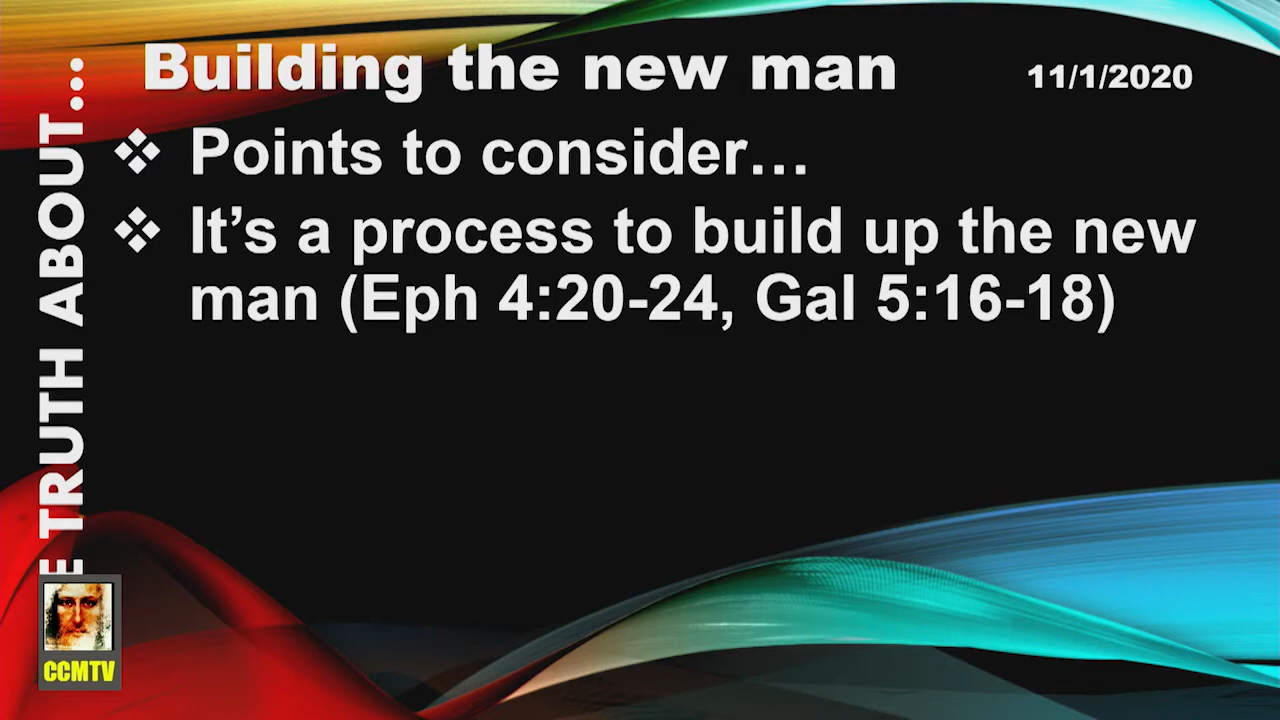 Building the new man
11/1/2020
Points to consider…
It’s a process to build up the new
man (Eph 4:20-24, Gal 5:16-18)
E TRUTH ABOUT…
CCMTV